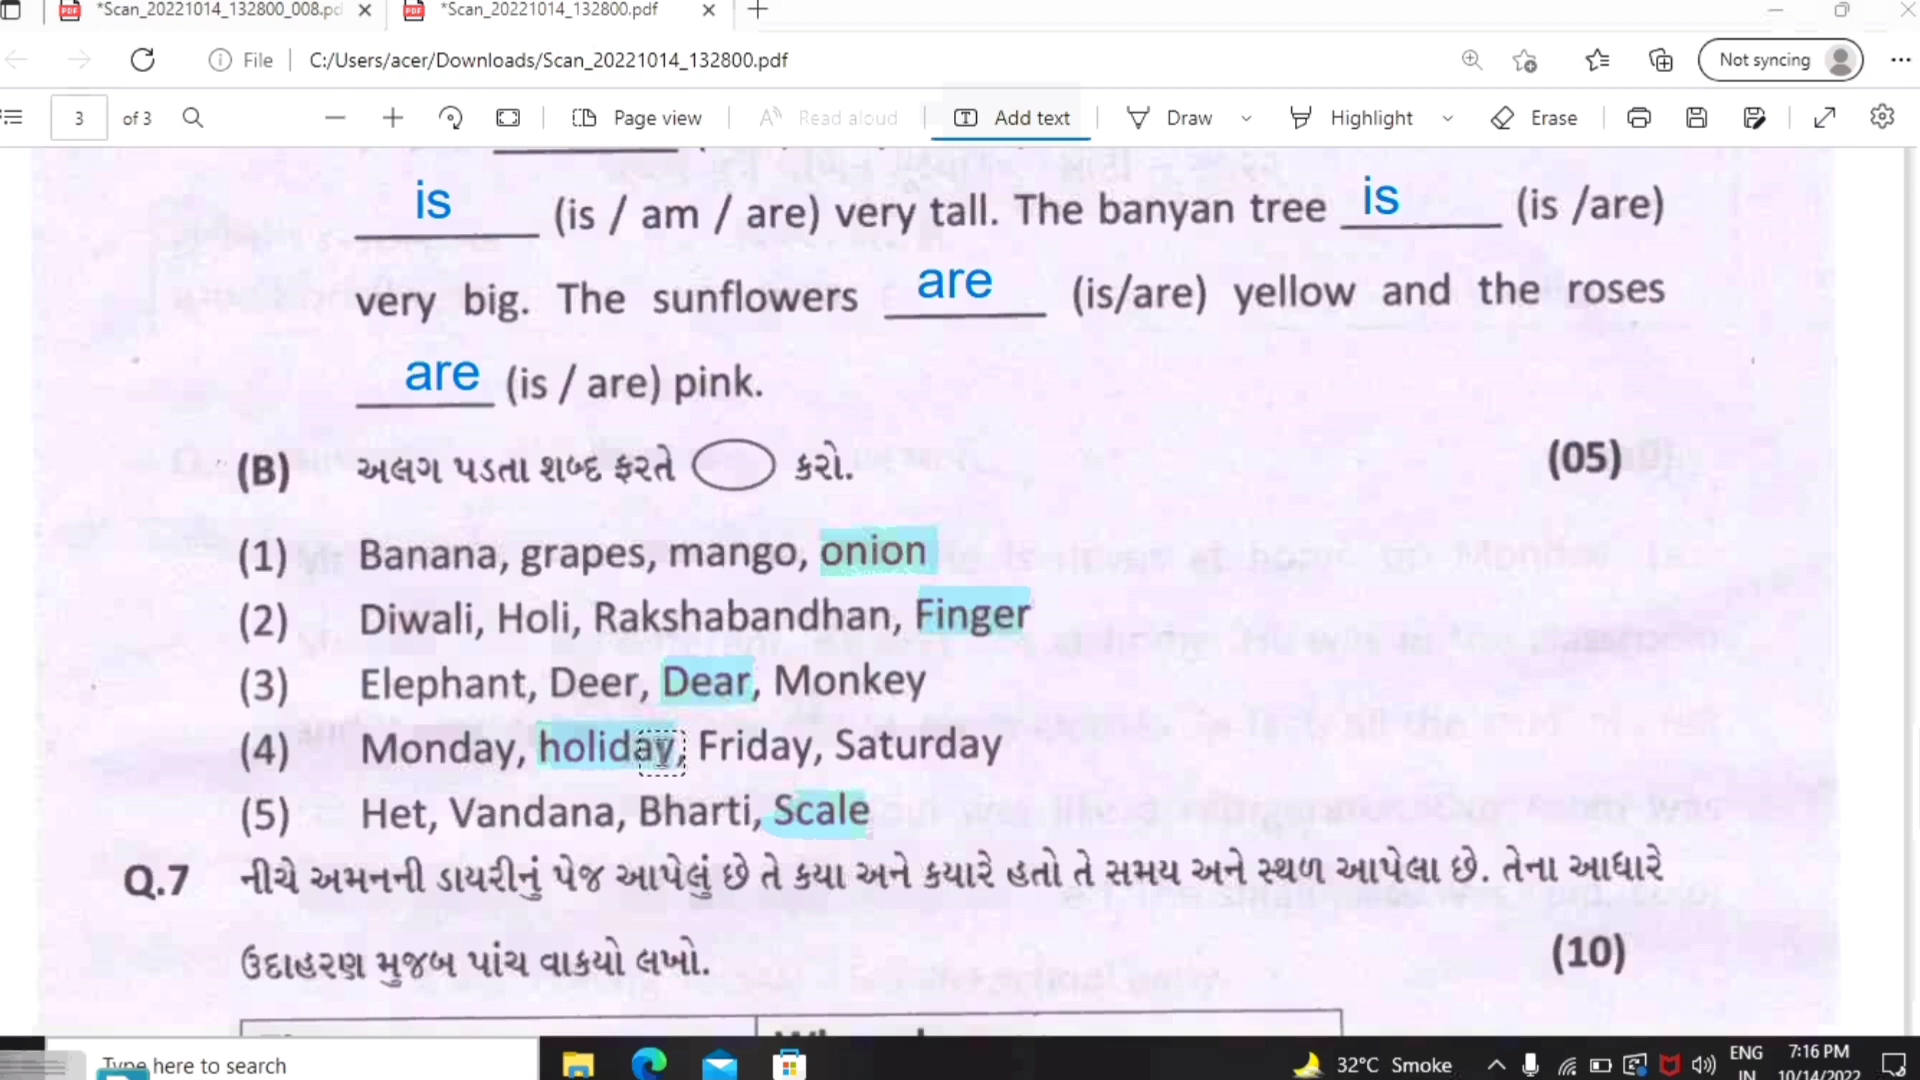 *Scan_20221014_132800_008.pd
*Scan_20221014_132800.pdf
File
C:/Users/acer/Downloads/Scan_20221014_132800.pdf
Not syncing
3 of 3
Page view
Read aloud
Add text
Draw
Highlight
Erase
is (is / am / are) very tall. The banyan tree is (is /are)
very big. The sunflowers are (is/are) yellow and the roses
are (is / are) pink.
(B) અલગ પડતા શબ્દ ફરતે કરો. (05)
(1) Banana, grapes, mango, onion
(2) Diwali, Holi, Rakshabandhan, Finger
(3) Elephant, Deer, Dear, Monkey
(4) Monday, holiday, Friday, Saturday
(5) Het, Vandana, Bharti, Scale
Q.7 નીચે અમનની ડાયરીનું પેજ આપેલું છે તે કયા અને કયારે હતો તે સમય અને સ્થળ આપેલા છે. તેના આધારે
ઉદાહરણ મુજબ પાંચ વાકયો લખો. (10)
Type here to search
32°C Smoke
ENG
IN
7:16 PM
10/14/2022